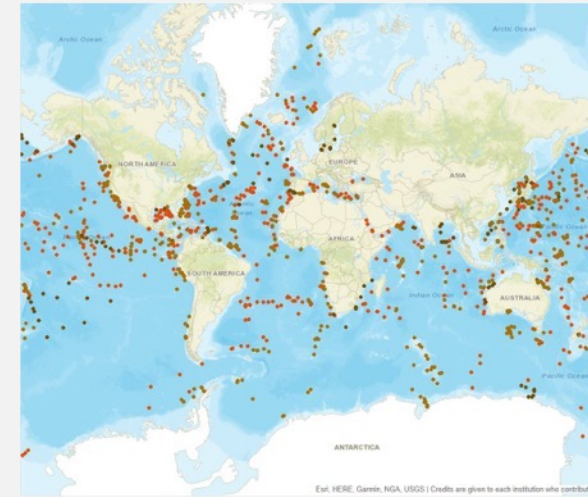 Arctic Ocean
Arctic Ocean
NORTH AMERICA
EUROPE
ASIA
Ocean
AFRICA
SOUTH AMERICA
Indian Ocean
AUSTRALIA
Pacific Ocean
ANTARCTICA
Esri, HERE, Garmin, NGA, USGS | Credits are given to each institution who contribut